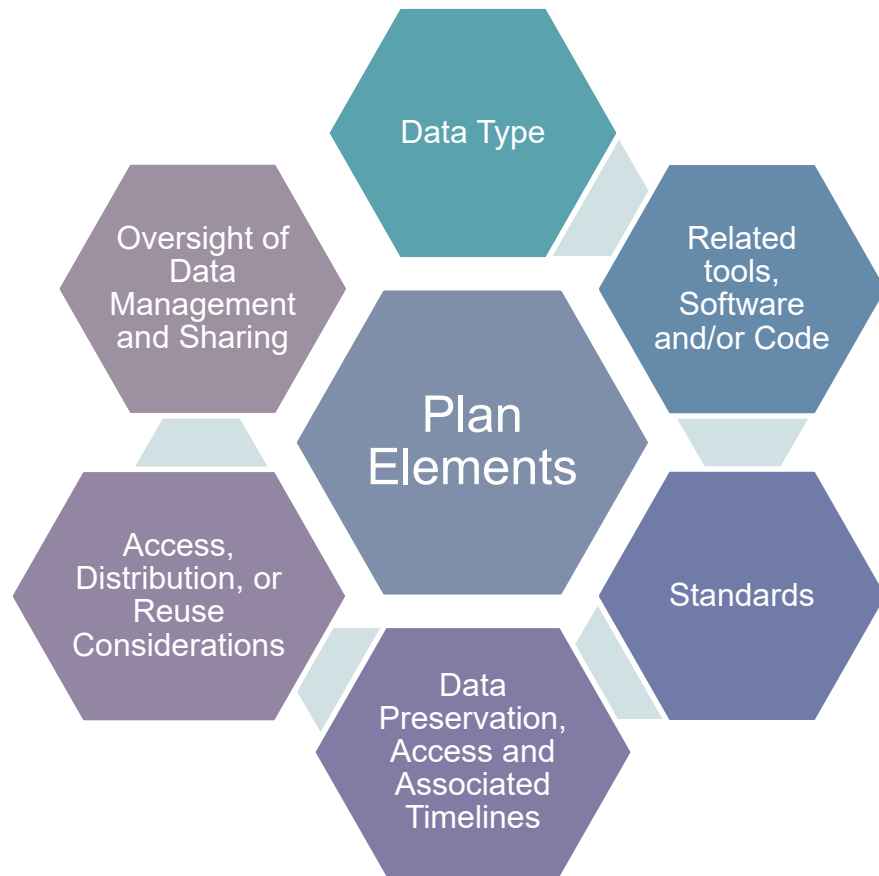 Data Type
Related
tools,
Software
and/or Code
Standards
Data
Preservation,
Access and
Associated
Timelines
Access,
Distribution, or
Reuse
Considerations
Oversight of
Data
Management
and Sharing
Plan
Elements